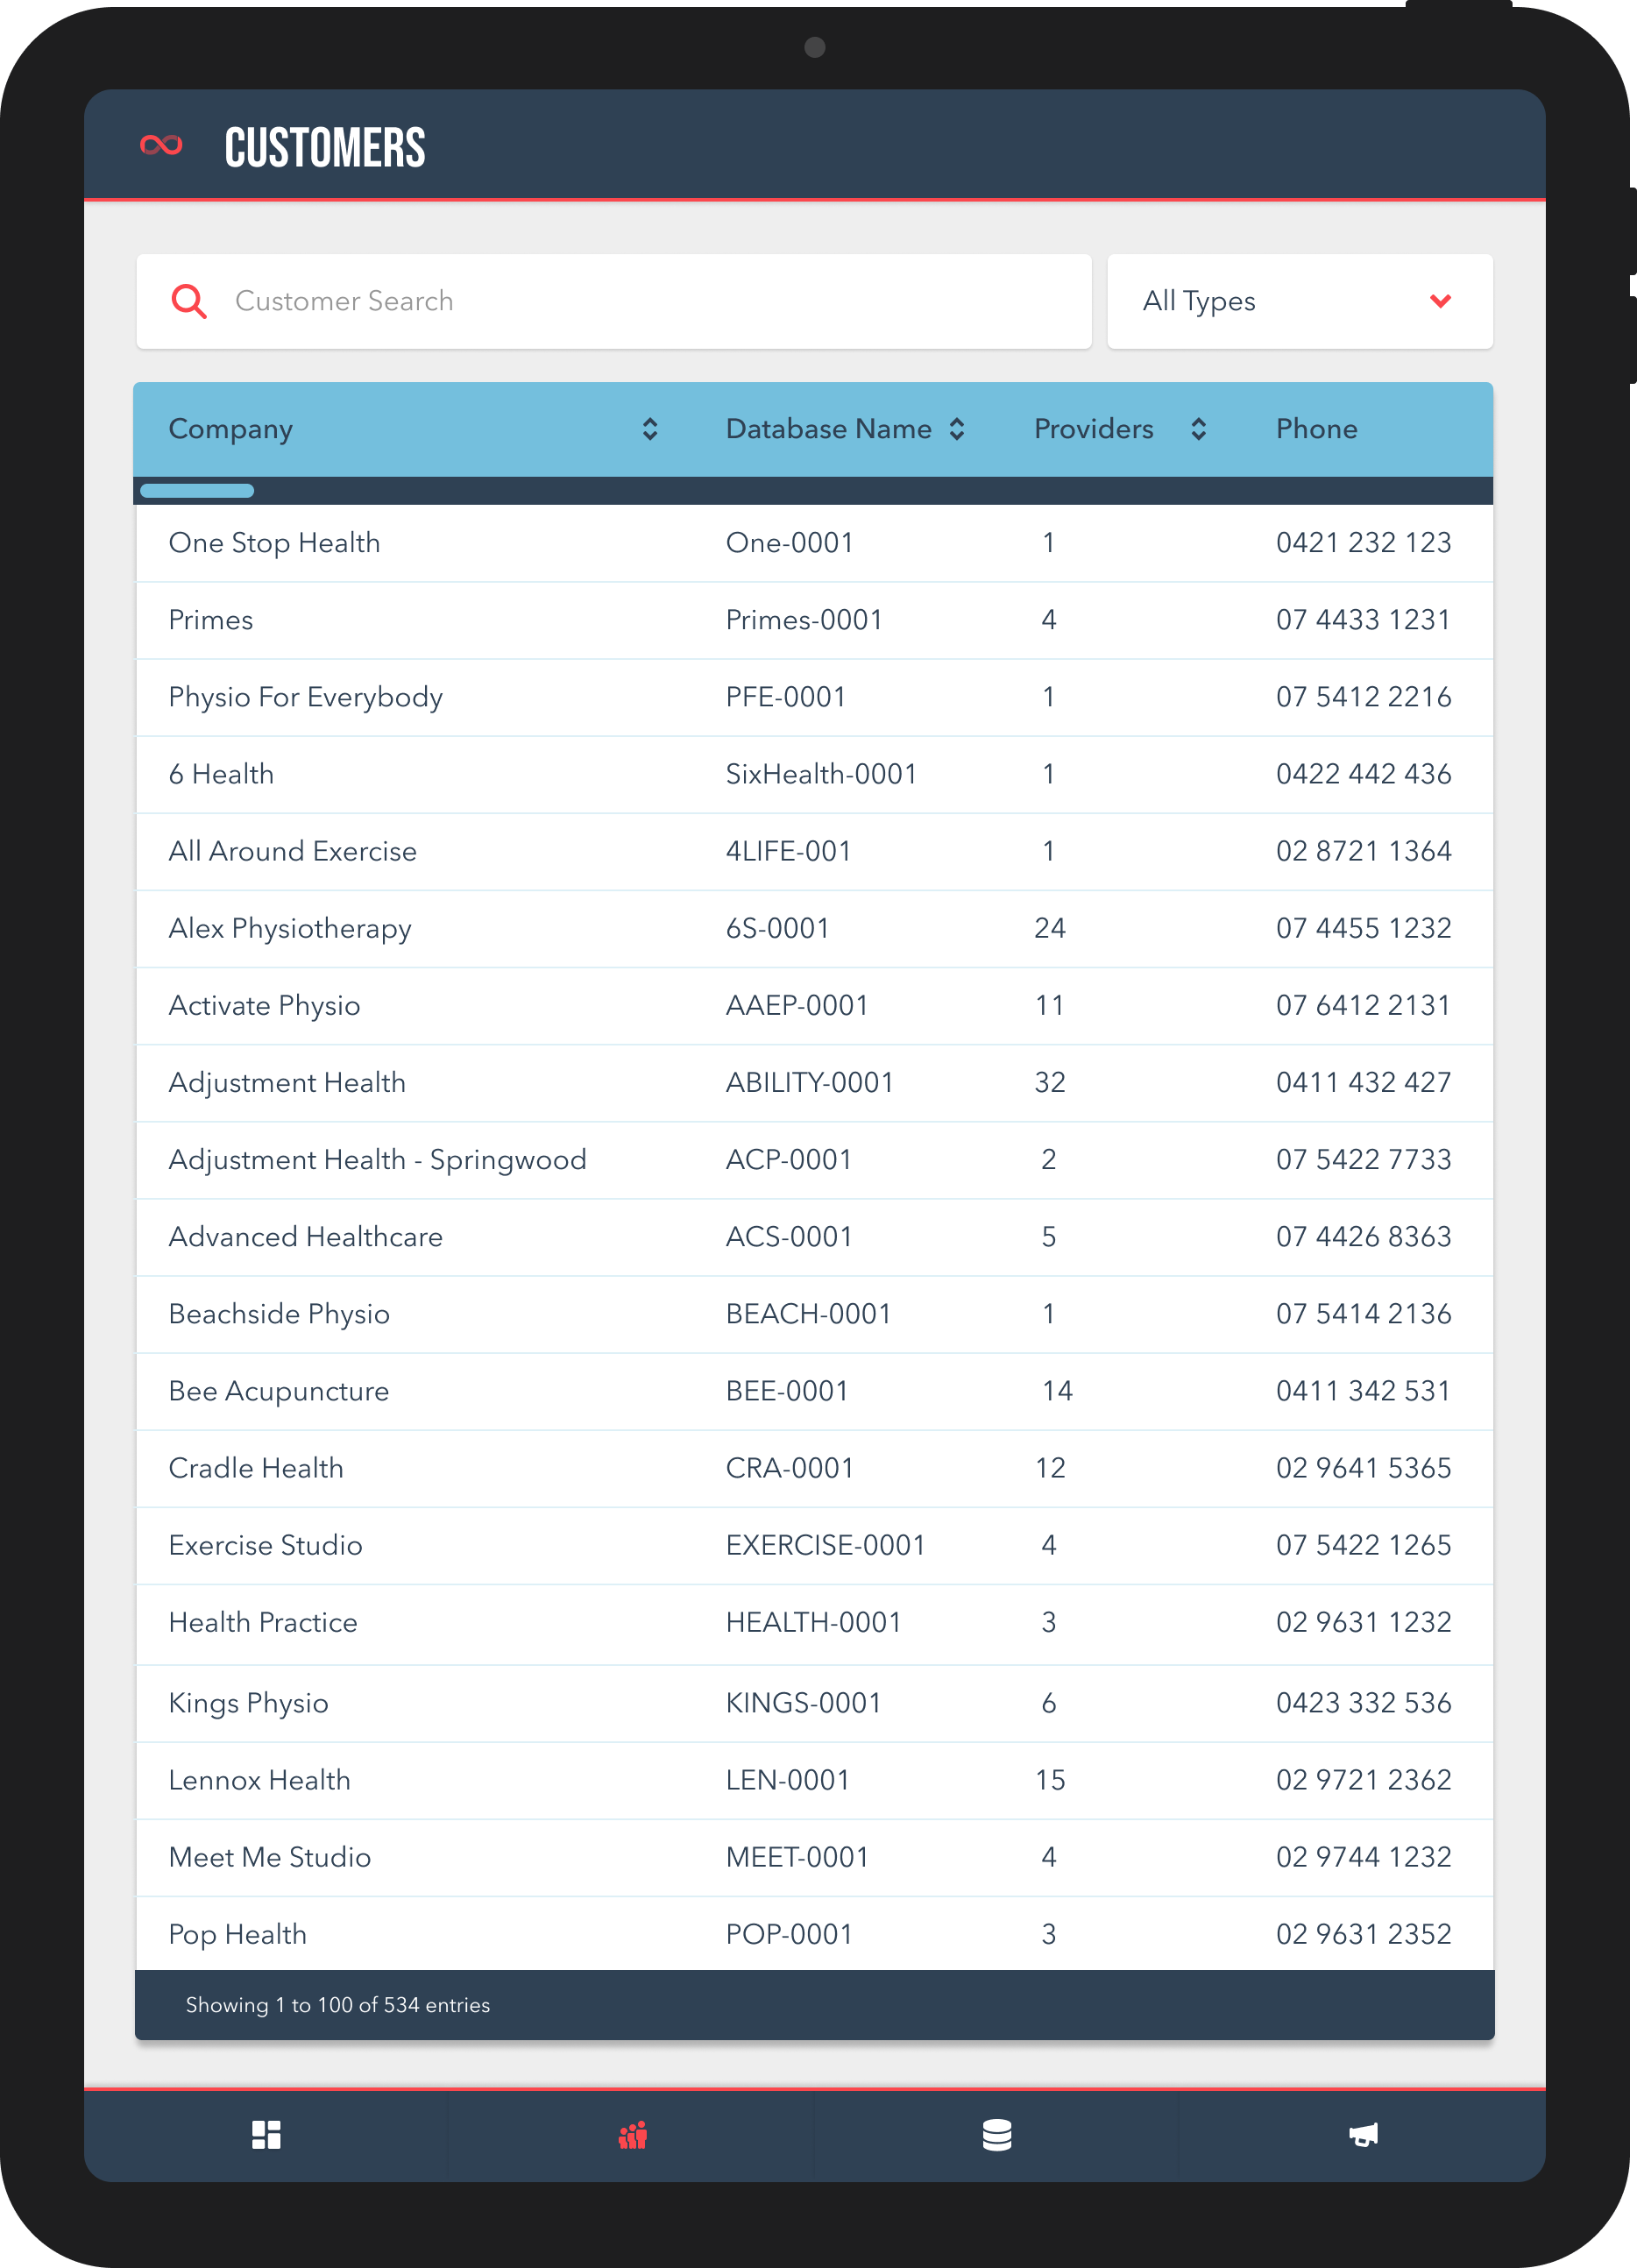 CUSTOMERS
Customer Search All Types
Company Database Name Providers Phone
One Stop Health One-0001 1 0421 232 123
Primes Primes-0001 4 07 4433 1231
Physio For Everybody PFE-0001 1 07 5412 2216
6 Health SixHealth-0001 1 0422 442 436
All Around Exercise 4LIFE-001 1 02 8721 1364
Alex Physiotherapy 6S-0001 24 07 4455 1232
Activate Physio AAEP-0001 11 07 6412 2131
Adjustment Health ABILITY-0001 32 0411 432 427
Adjustment Health - Springwood ACP-0001 2 07 5422 7733
Advanced Healthcare ACS-0001 5 07 4426 8363
Beachside Physio BEACH-0001 1 07 5414 2136
Bee Acupuncture BEE-0001 14 0411 342 531
Cradle Health CRA-0001 12 02 9641 5365
Exercise Studio EXERCISE-0001 4 07 5422 1265
Health Practice HEALTH-0001 3 02 9631 1232
Kings Physio KINGS-0001 6 0423 332 536
Lennox Health LEN-0001 15 02 9721 2362
Meet Me Studio MEET-0001 4 02 9744 1232
Pop Health POP-0001 3 02 9631 2352
Showing 1 to 100 of 534 entries